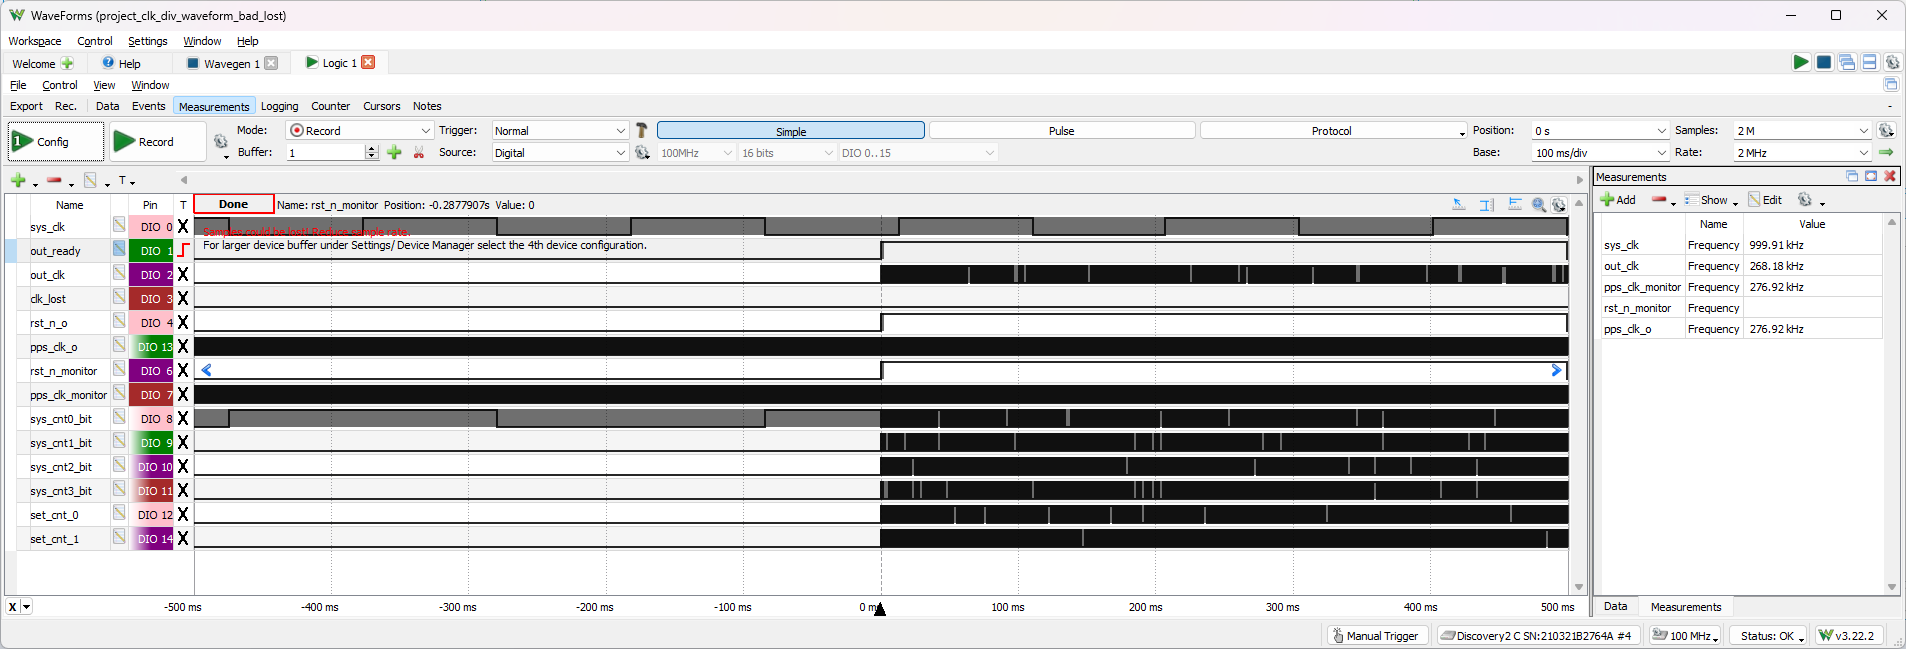 WaveForms (project_clk_div_waveform_bad_lost)
Workspace Control Settings Window Help
Welcome Help Wavegen 1 Logic 1
File Control View Window
Export Rec. Data Events Measurements Logging Counter Cursors Notes
1 Config Record Mode: Record Trigger: Normal Simple Pulse Protocol Position: 0 s Samples: 2 M
Buffer: 1 Source: Digital 100MHz 16 bits DIO 0..15 Base: 100 ms/div Rate: 2 MHz
T Measurements
Name Pin T Done Name: rst_n_monitor Position: -0.2877907s Value: 0 Add Show Edit
Name Value
sys_clk DIO 0 X Samples could be lost! Reduce sample rate.
out_ready DIO 1 For larger device buffer under Settings/ Device Manager select the 4th device configuration. sys_clk Frequency 999.91 kHz
out_clk DIO 2 X out_clk Frequency 268.18 kHz
clk_lost DIO 3 X pps_clk_monitor Frequency 276.92 kHz
rst_n_o DIO 4 X rst_n_monitor Frequency
pps_clk_o DIO 13 X pps_clk_o Frequency 276.92 kHz
rst_n_monitor DIO 6 X
pps_clk_monitor DIO 7 X
sys_cnt0_bit DIO 8 X
sys_cnt1_bit DIO 9 X
sys_cnt2_bit DIO 10 X
sys_cnt3_bit DIO 11 X
set_cnt_0 DIO 12 X
set_cnt_1 DIO 14 X
X -500 ms -400 ms -300 ms -200 ms -100 ms 0 ms 100 ms 200 ms 300 ms 400 ms 500 ms Data Measurements
Manual Trigger Discovery2 C SN:210321B2764A #4 100 MHz Status: OK v3.22.2